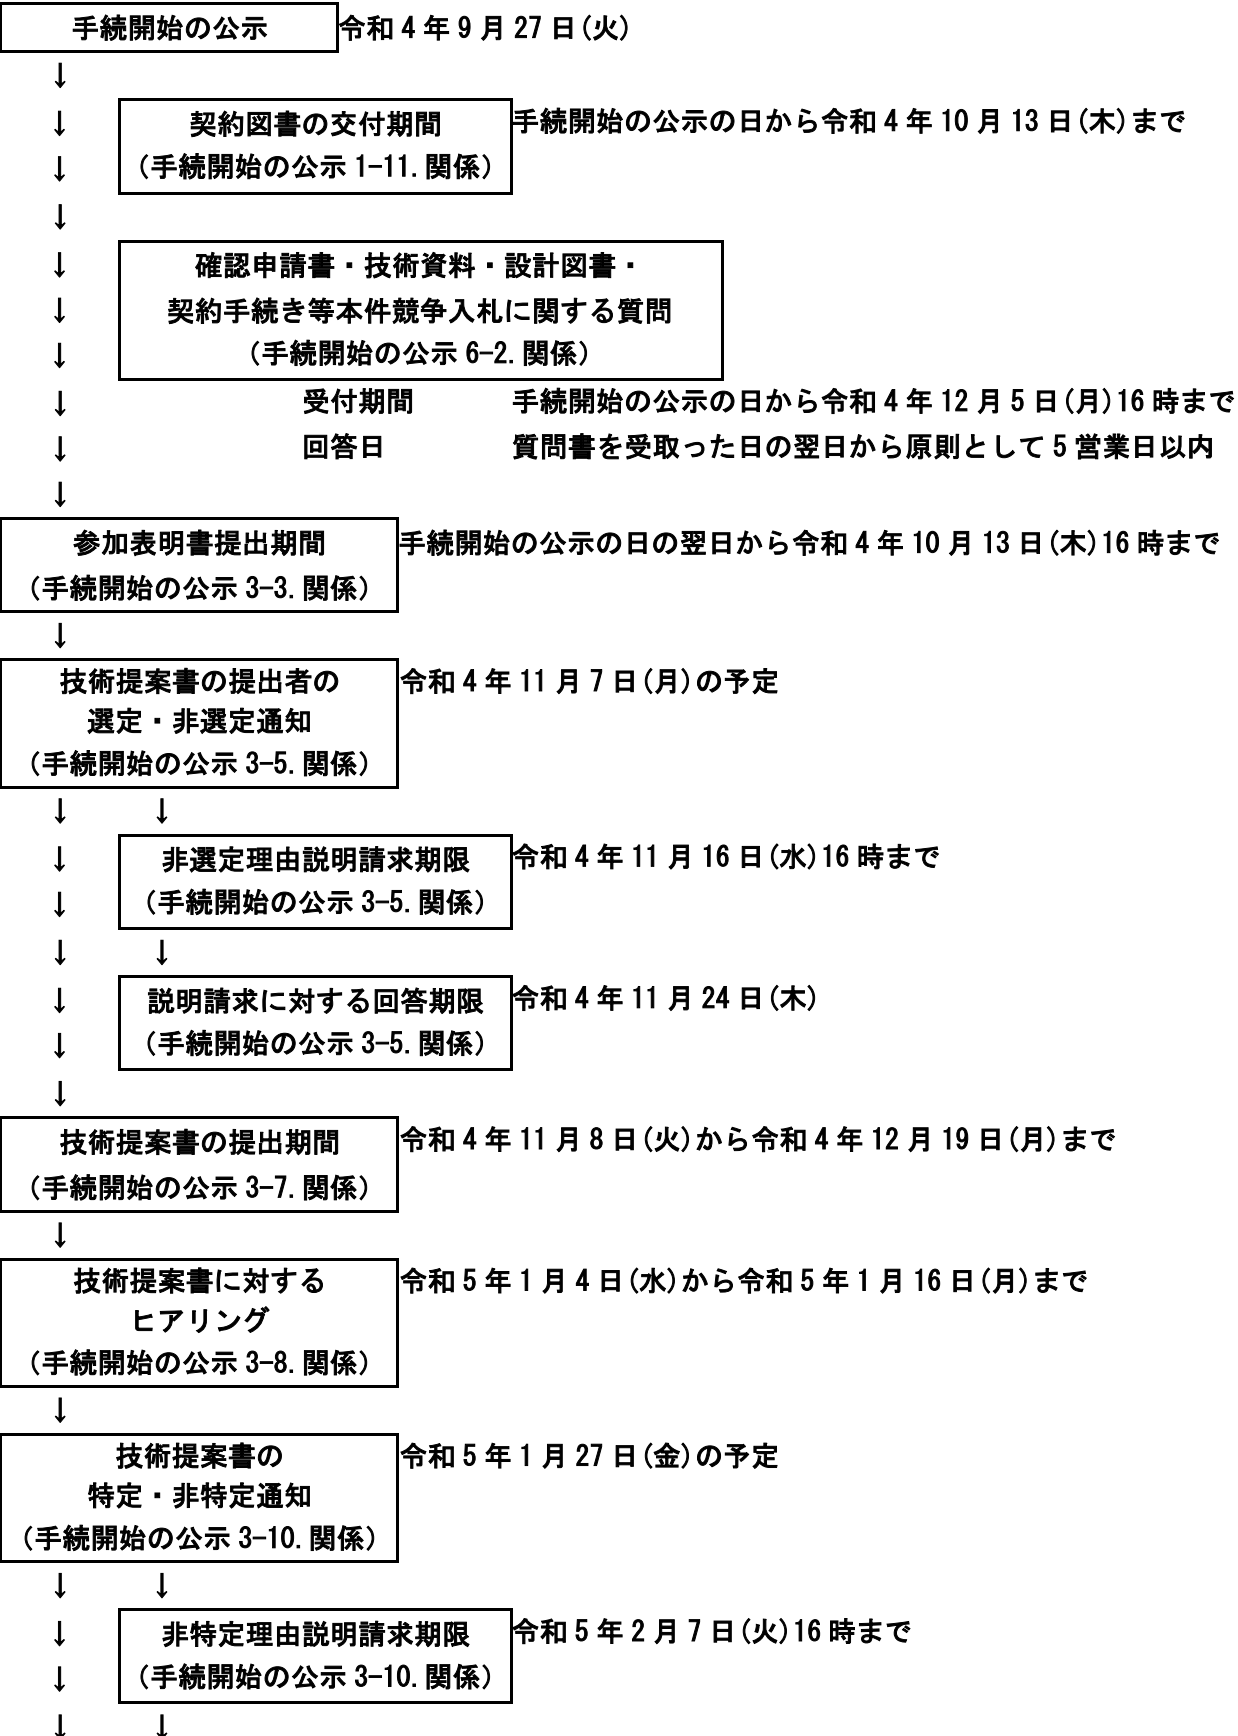 手続開始の公示 令和4年9月27日(火)
↓
↓ 契約図書の交付期間 手続開始の公示の日から令和4年10月13日(木)まで
↓ (手続開始の公示1-11.関係)
↓
↓ 確認申請書・技術資料・設計図書・
↓ 契約手続き等本件競争入札に関する質問
↓ (手続開始の公示6-2.関係)
↓ 受付期間 手続開始の公示の日から令和4年12月5日(月)16時まで
↓ 回答日 質問書を受取った日の翌日から原則として5営業日以内
↓
参加表明書提出期間 手続開始の公示の日の翌日から令和4年10月13日(木)16時まで
(手続開始の公示3-3.関係)
↓
技術提案書の提出者の 令和4年11月7日(月)の予定
選定・非選定通知
(手続開始の公示3-5.関係)
↓ ↓
↓ 非選定理由説明請求期限 令和4年11月16日(水)16時まで
↓ (手続開始の公示3-5.関係)
↓ ↓
↓ 説明請求に対する回答期限 令和4年11月24日(木)
↓ (手続開始の公示3-5.関係)
↓
技術提案書の提出期間 令和4年11月8日(火)から令和4年12月19日(月)まで
(手続開始の公示3-7.関係)
↓
技術提案書に対する 令和5年1月4日(水)から令和5年1月16日(月)まで
ヒアリング
(手続開始の公示3-8.関係)
↓
技術提案書の 令和5年1月27日(金)の予定
特定・非特定通知
(手続開始の公示3-10.関係)
↓ ↓
↓ 非特定理由説明請求期限 令和5年2月7日(火)16時まで
↓ (手続開始の公示3-10.関係)
↓ ↓